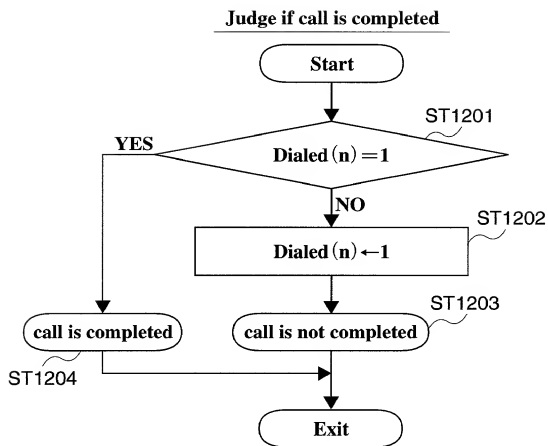 Judge if call is completed
Start
ST1201
YES
Dialed (n) =1
NO
ST1202
Dialed (n) ←1
ST1203
call is completed
call is not completed
ST1204
Exit